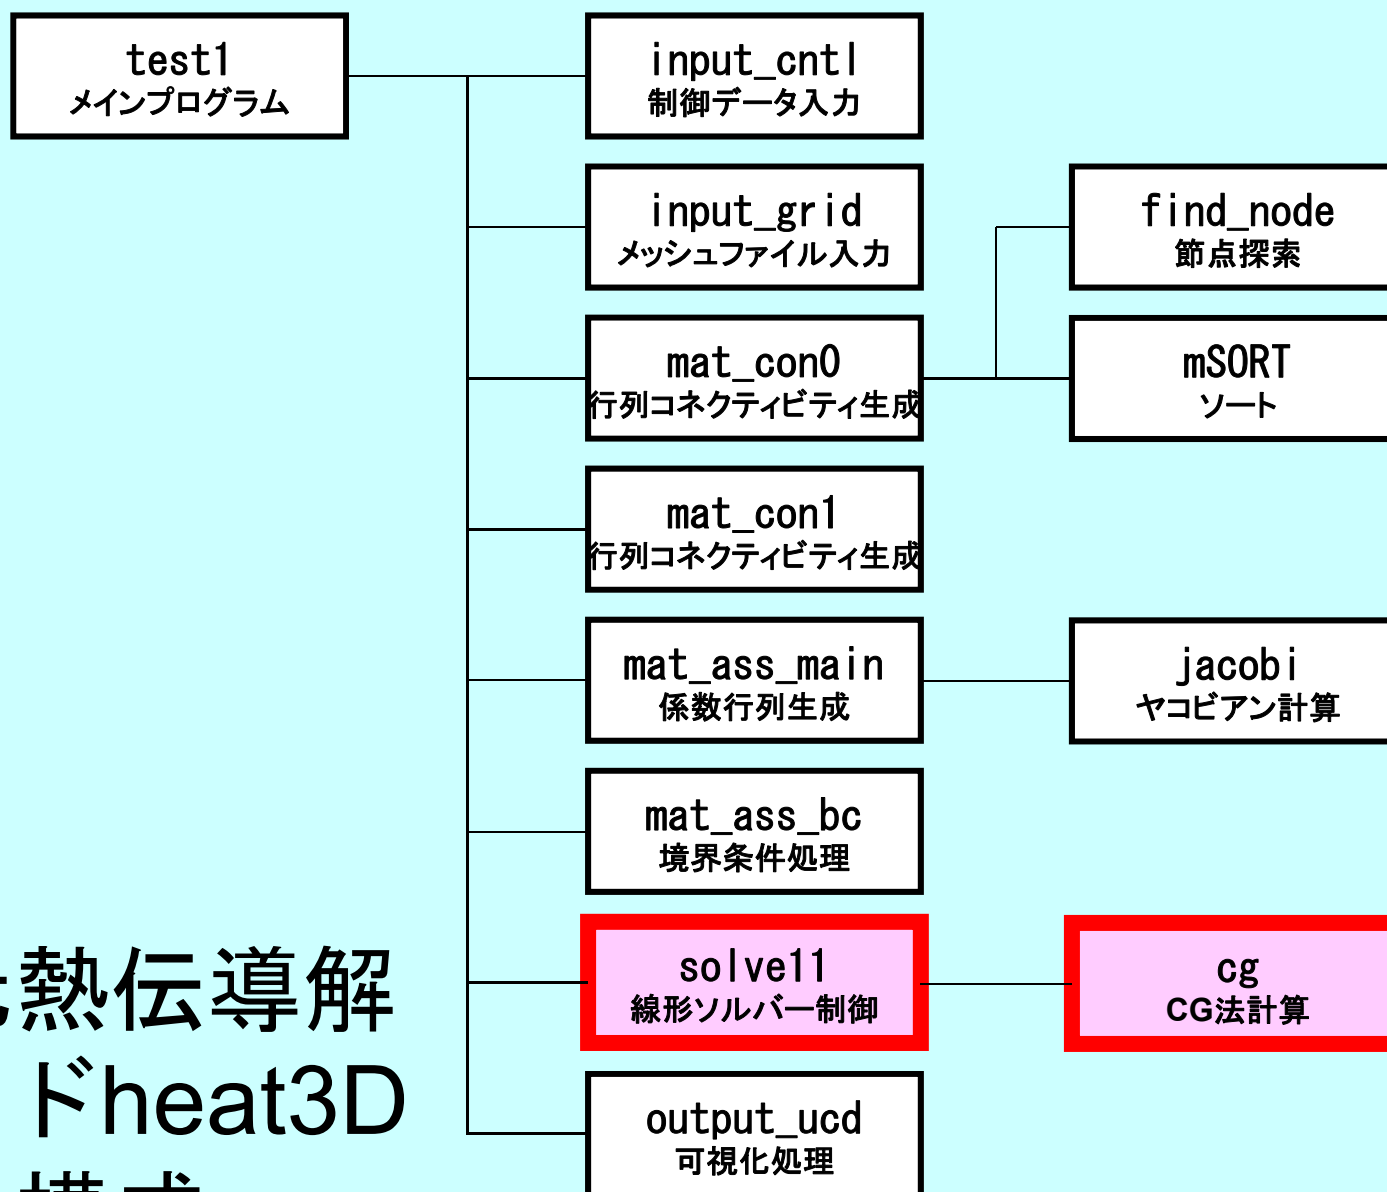 test1
メインプログラム
input_cntl
制御データ入力
input_grid
メッシュファイル入力
find_node
節点探索
mat_con0
行列コネクティビティ生成
mSORT
ソート
mat_con1
行列コネクティビティ生成
mat_ass_main
係数行列生成
jacobi
ヤコビアン計算
mat_ass_bc
境界条件処理
solve11
線形ソルバー制御
cg
CG法計算
output_ucd
可視化処理
熱伝導解
ドheat3D